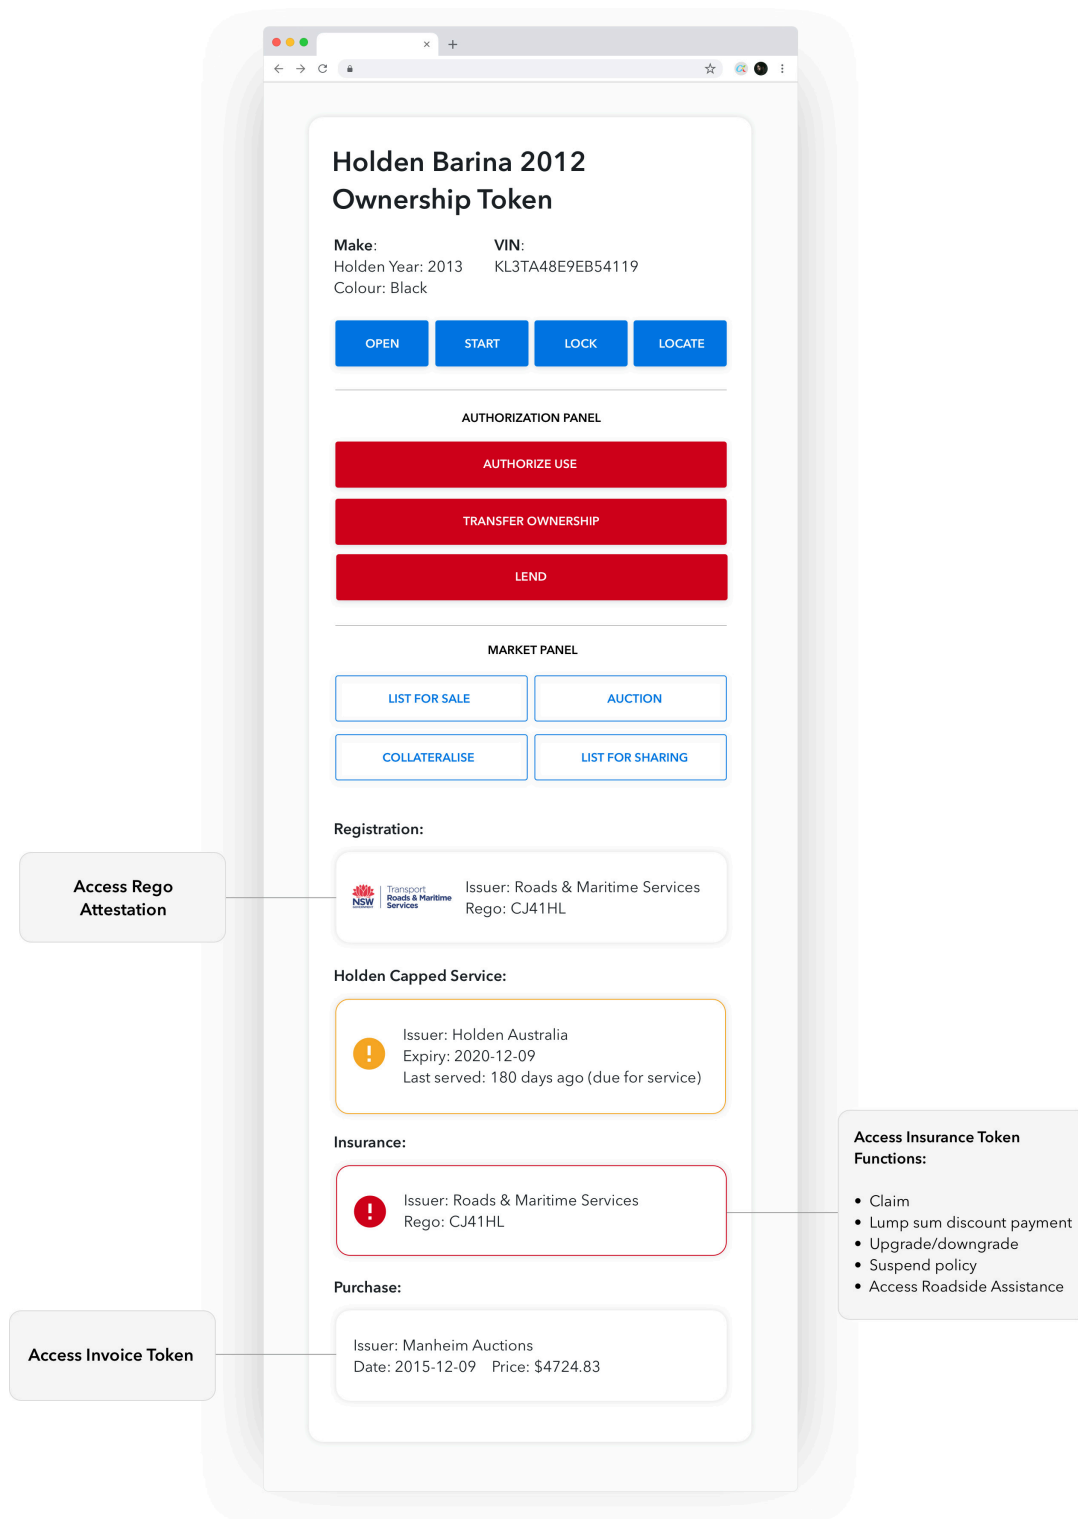 Holden Barina 2012
Ownership Token
Make:
Holden Year: 2013
Colour: Black
VIN:
KL3TA48E9EB54119
OPEN
START
LOCK
LOCATE
AUTHORIZATION PANEL
AUTHORIZE USE
TRANSFER OWNERSHIP
LEND
MARKET PANEL
LIST FOR SALE
AUCTION
COLLATERALISE
LIST FOR SHARING
Registration:
Access Rego
Attestation
NSW
Transport
Roads & Maritime
Services
Issuer: Roads & Maritime Services
Rego: CJ41HL
Holden Capped Service:
Issuer: Holden Australia
Expiry: 2020-12-09
Last served: 180 days ago (due for service)
Insurance:
Issuer: Roads & Maritime Services
Rego: CJ41HL
Access Insurance Token
Functions:
• Claim
• Lump sum discount payment
• Upgrade/downgrade
• Suspend policy
• Access Roadside Assistance
Purchase:
Access Invoice Token
Issuer: Manheim Auctions
Date: 2015-12-09 Price: $4724.83